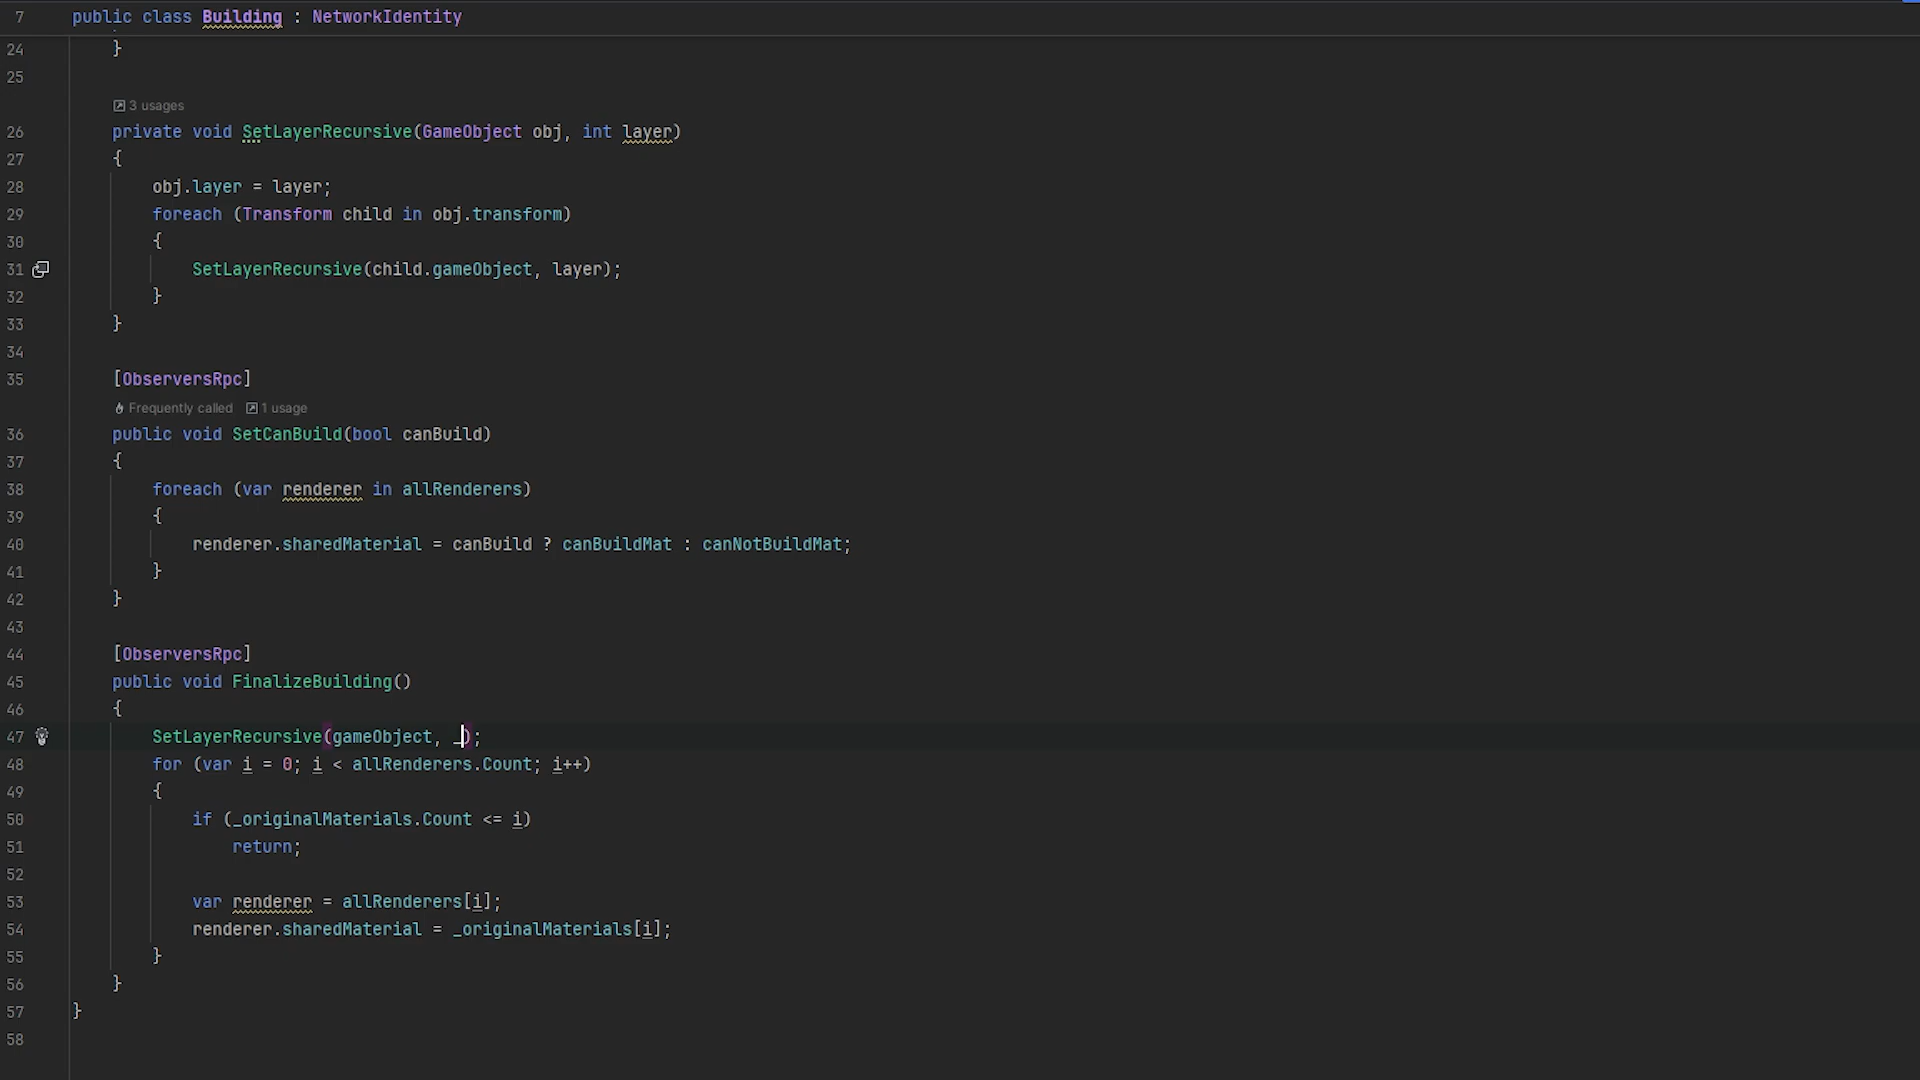 7 public class Building : NetworkIdentity
24 }
25
3 usages
26 private void SetLayerRecursive(GameObject obj, int layer)
27 {
28 obj.layer = layer;
29 foreach (Transform child in obj.transform)
30 {
31 SetLayerRecursive(child.gameObject, layer);
32 }
33 }
34
35 [ObserversRpc]
Frequently called 1 usage
36 public void SetCanBuild(bool canBuild)
37 {
38 foreach (var renderer in allRenderers)
39 {
40 renderer.sharedMaterial = canBuild ? canBuildMat : canNotBuildMat;
41 }
42 }
43
44 [ObserversRpc]
45 public void FinalizeBuilding()
46 {
47 SetLayerRecursive(gameObject, _);
48 for (var i = 0; i < allRenderers.Count; i++)
49 {
50 if (_originalMaterials.Count <= i)
51 return;
52
53 var renderer = allRenderers[i];
54 renderer.sharedMaterial = _originalMaterials[i];
55 }
56 }
57 }
58